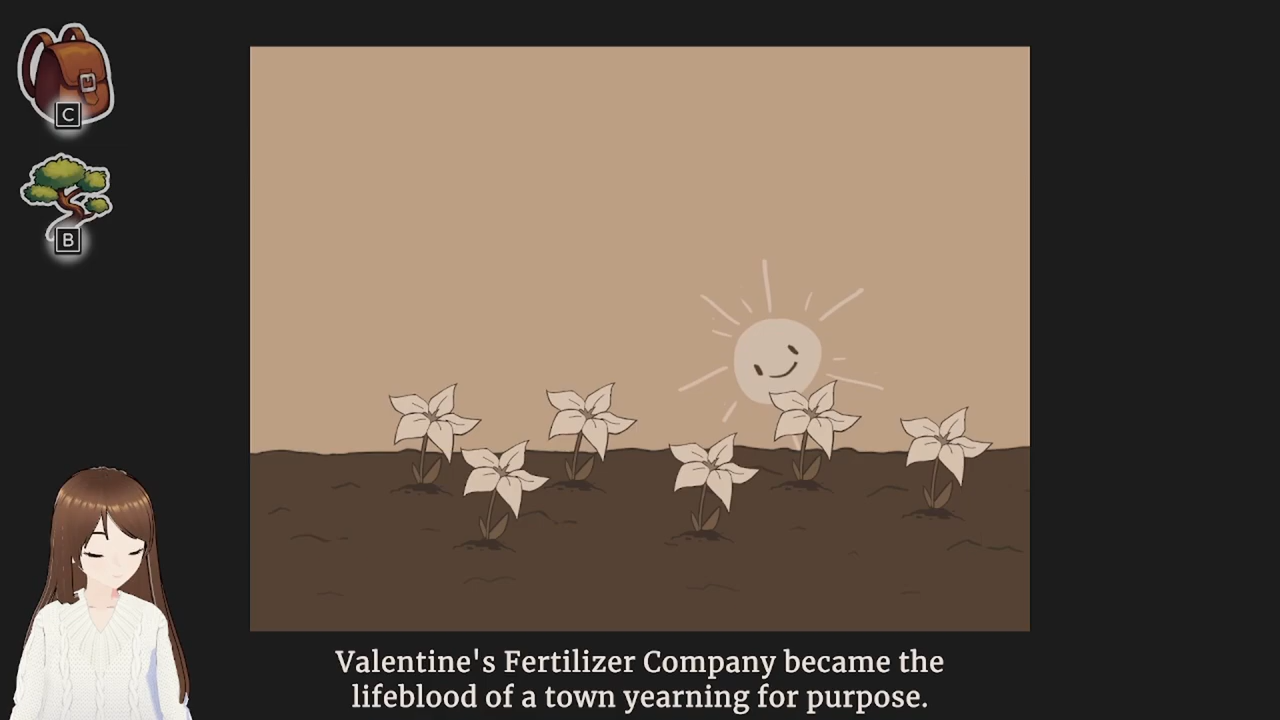 C
B
Valentine's Fertilizer Company became the
lifeblood of a town yearning for purpose.